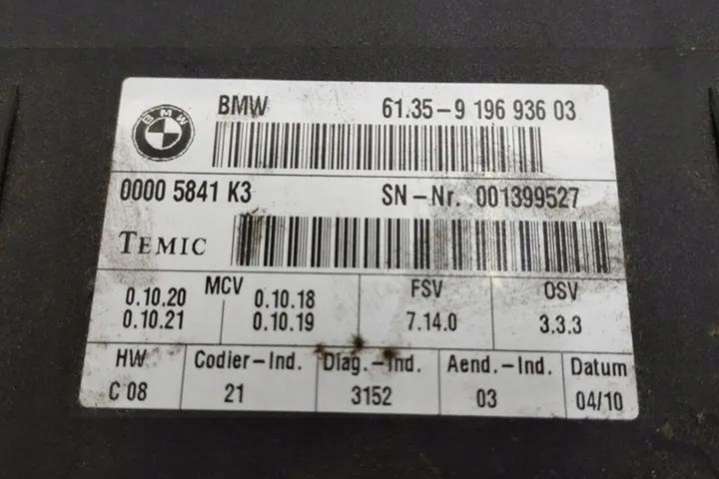 BMW
BMW 61.35-9 196 936 03
0000 5841 K3 SN-Nr. 001399527
TEMIC
MCV FSV OSV
0.10.20 0.10.18
0.10.21 0.10.19 7.14.0 3.3.3
HW Codier-Ind. Diag.-Ind. Aend.-Ind. Datum
C 08 21 3152 03 04/10